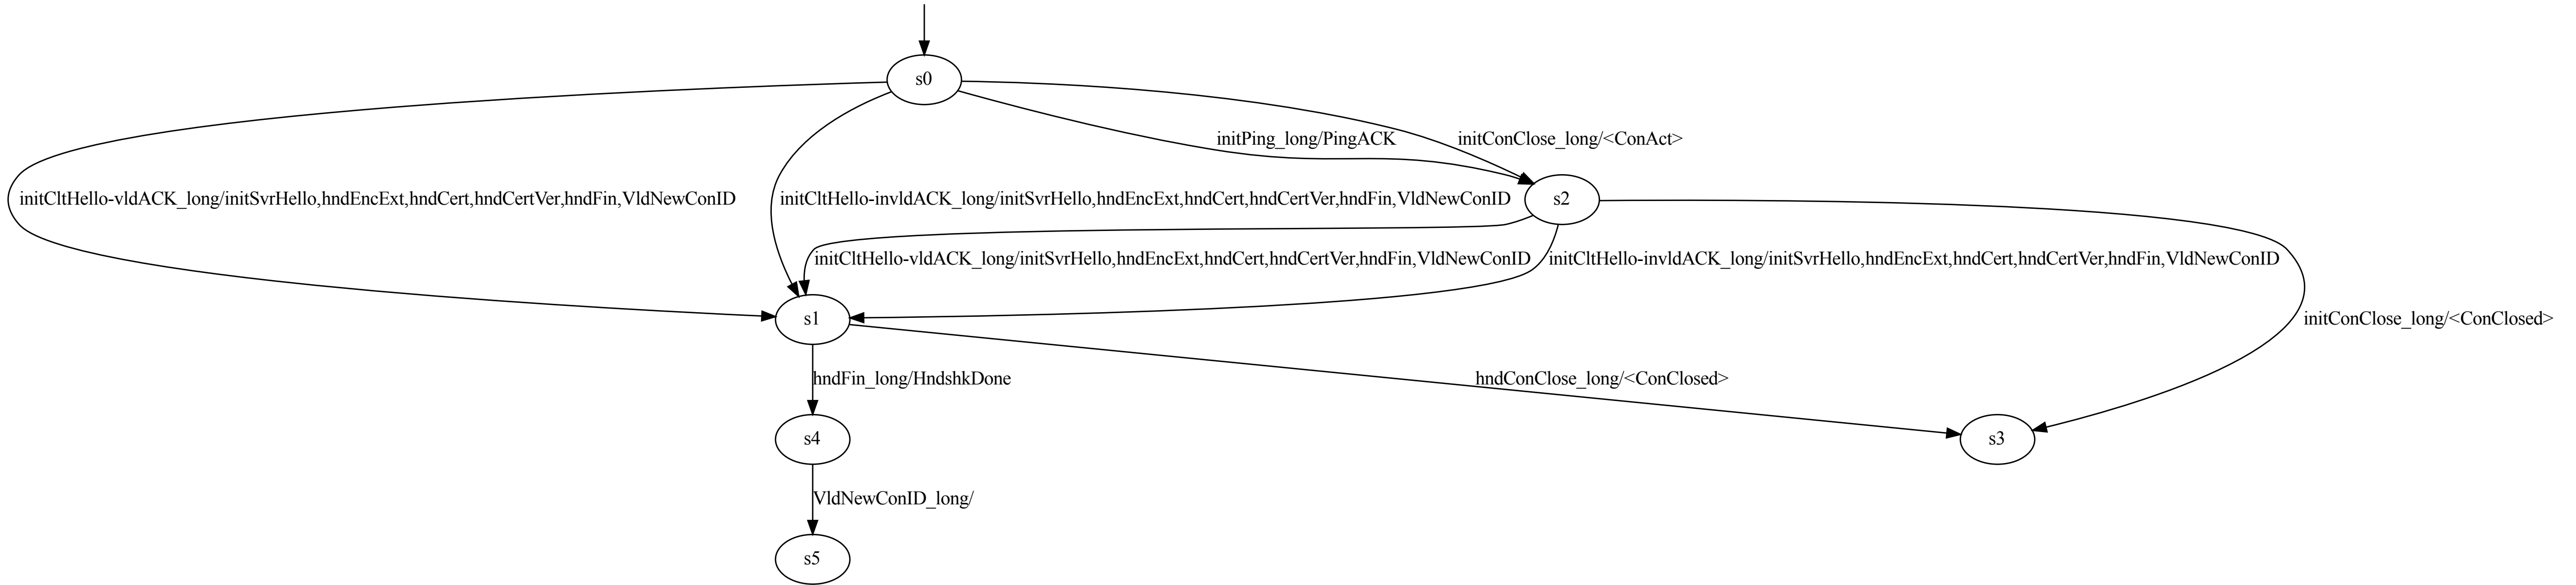 s0
initPing_long/PingACK
initConClose_long/<ConAct>
initCltHello-vldACK_long/initSvrHello,hndEncExt,hndCert,hndCertVer,hndFin,VldNewConID
initCltHello-invldACK_long/initSvrHello,hndEncExt,hndCert,hndCertVer,hndFin,VldNewConID
s2
initCltHello-vldACK_long/initSvrHello,hndEncExt,hndCert,hndCertVer,hndFin,VldNewConID
initCltHello-invldACK_long/initSvrHello,hndEncExt,hndCert,hndCertVer,hndFin,VldNewConID
s1
initConClose_long/<ConClosed>
hndFin_long/HndshkDone
hndConClose_long/<ConClosed>
s4
s3
VldNewConID_long/
s5